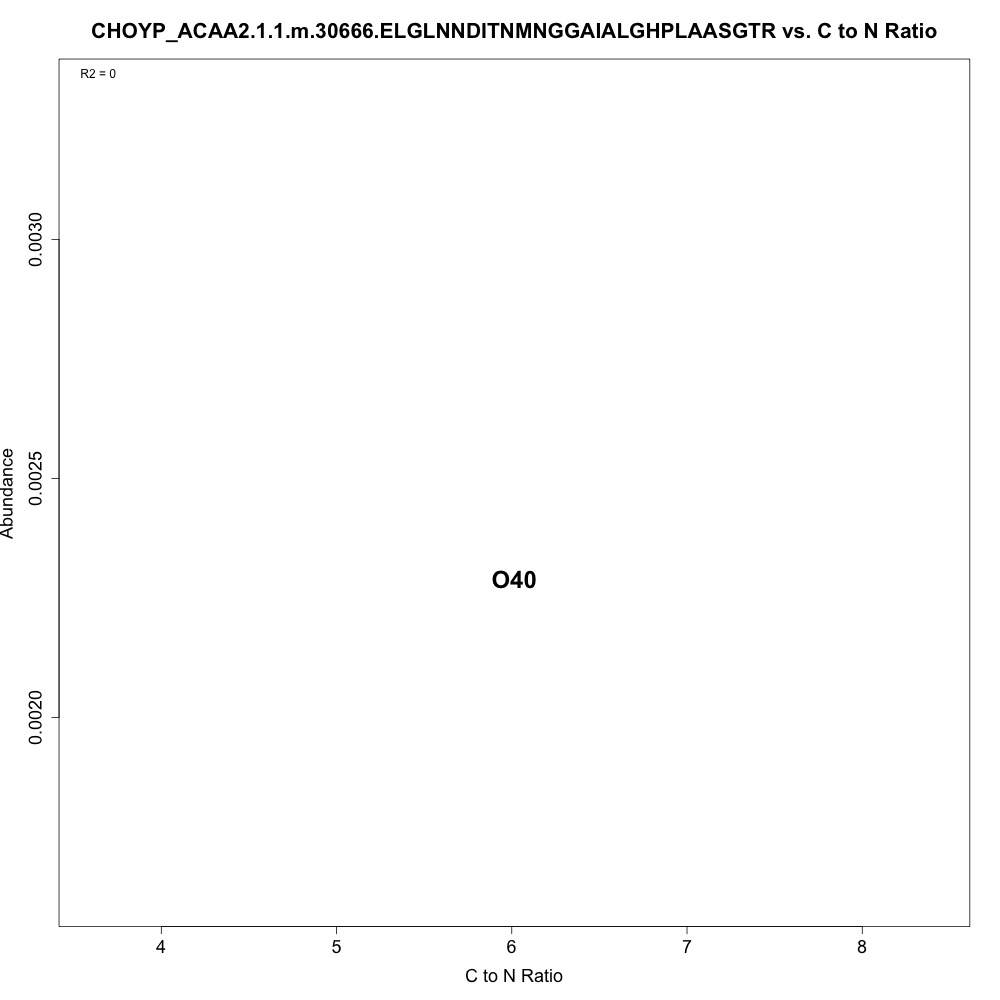 CHOYP_ACAA2.1.1.m.30666.ELGLNNDITNMNGGAIALGHPLAASGTR vs. C to N Ratio
R2 = 0
0.0030
0.0025
0.0020
Abundance
O40
4 5 6 7 8
C to N Ratio